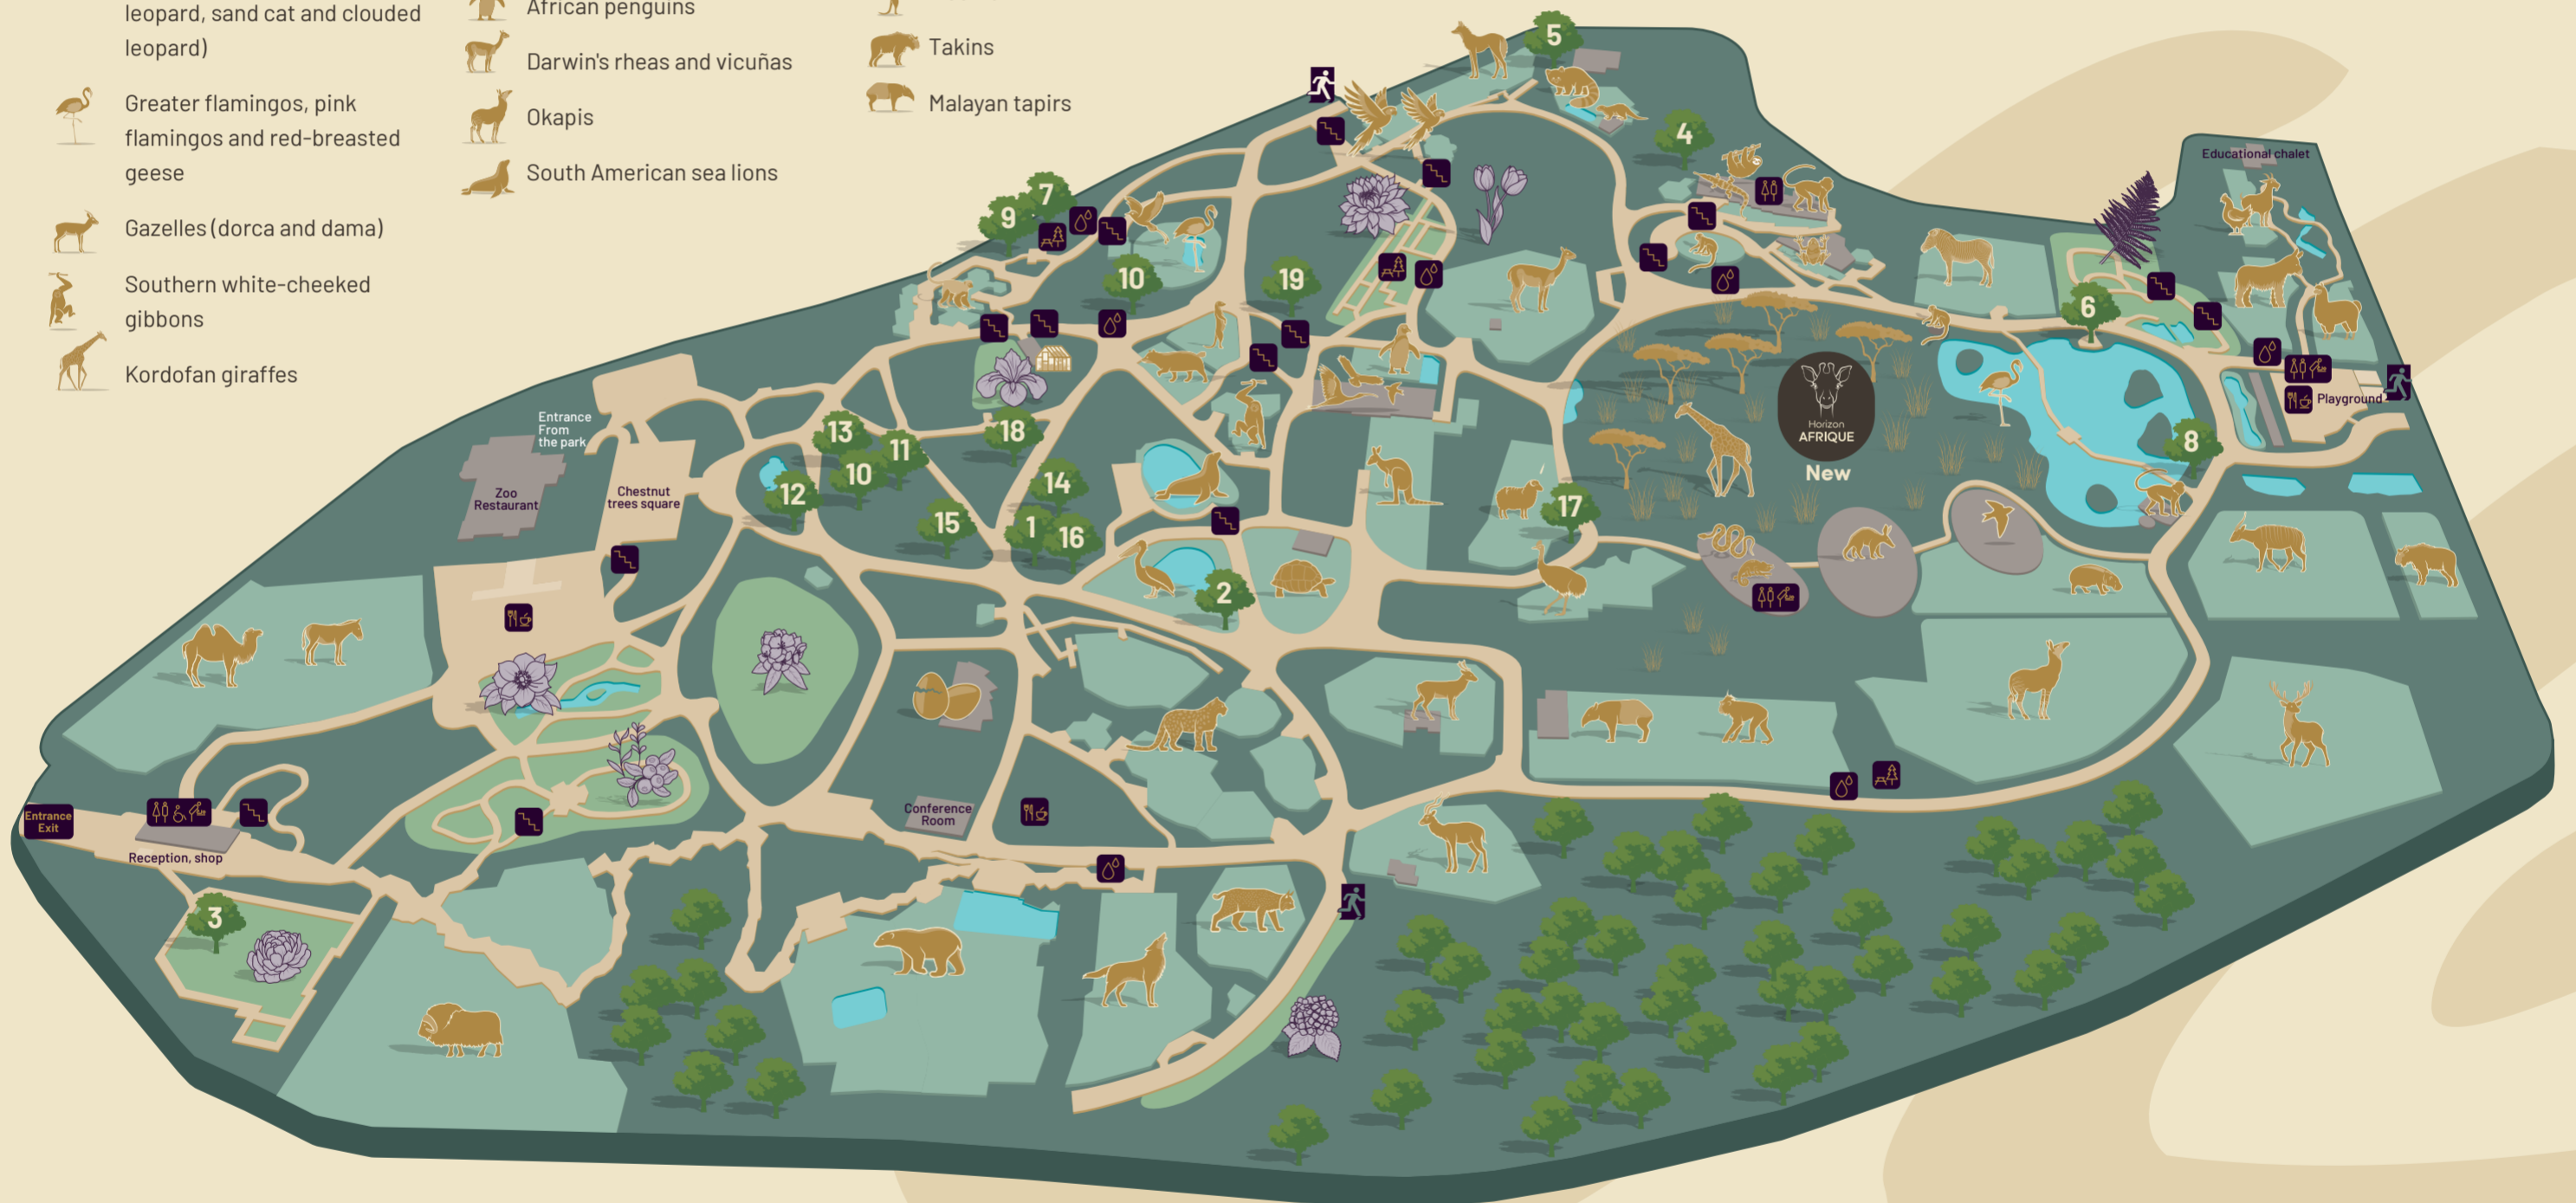 leopard, sand cat and clouded
leopard)
Greater flamingos, pink
flamingos and red-breasted
geese
Gazelles (dorca and dama)
Southern white-cheeked
gibbons
Kordofan giraffes
African penguins
Darwin's rheas and vicuñas
Okapis
South American sea lions
Takins
Malayan tapirs
5
4
Educational chalet
7
9
10
19
6
Playground
Horizon
AFRIQUE
New
Entrance
From
the park
13
11
18
10
12
14
15
1
16
17
8
2
Zoo
Restaurant
Chestnut
trees square
Conference
Room
Entrance
Exit
Reception, shop
3